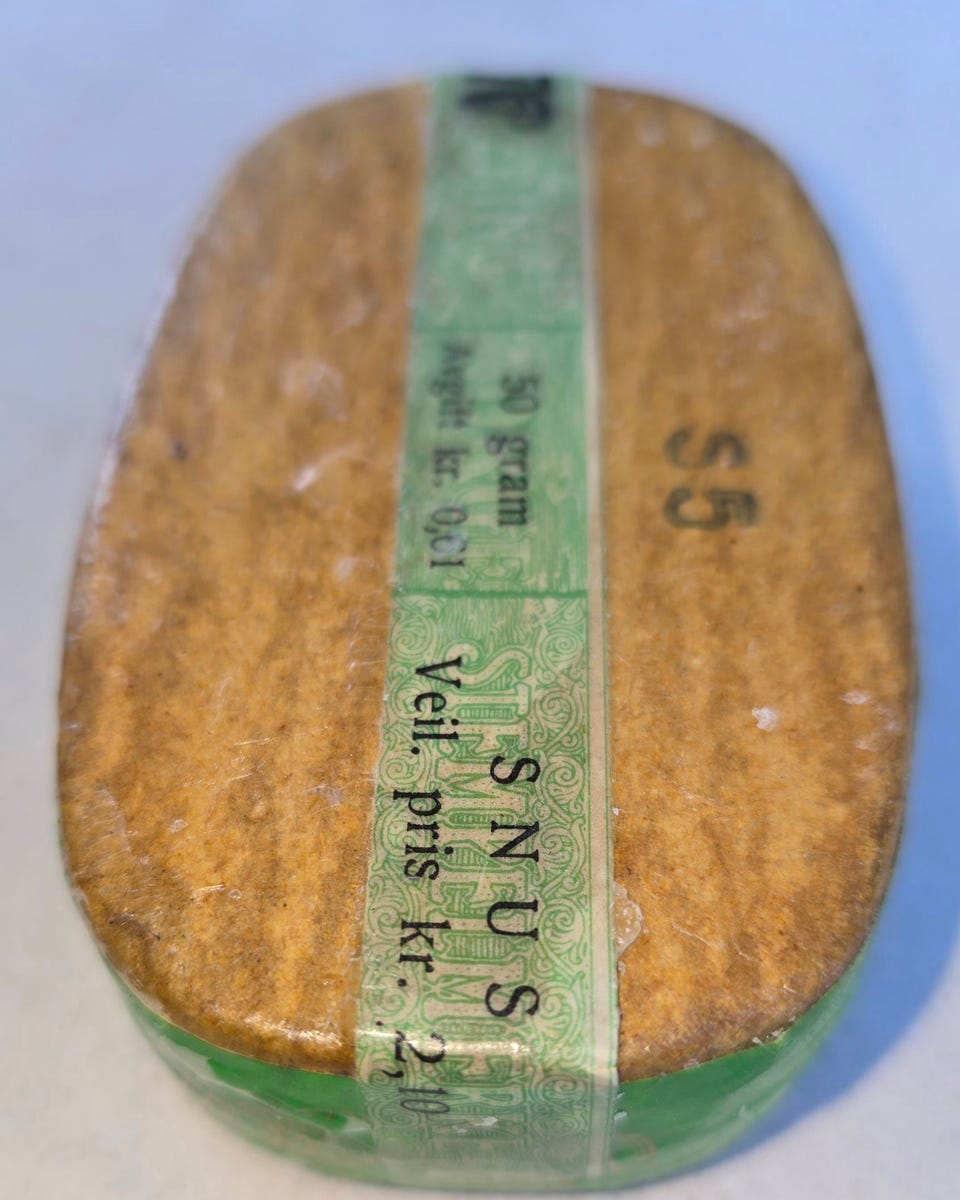 S5
50 gram
Avgift kr. 0,61
SNUS
Veil. pris kr. 2,10